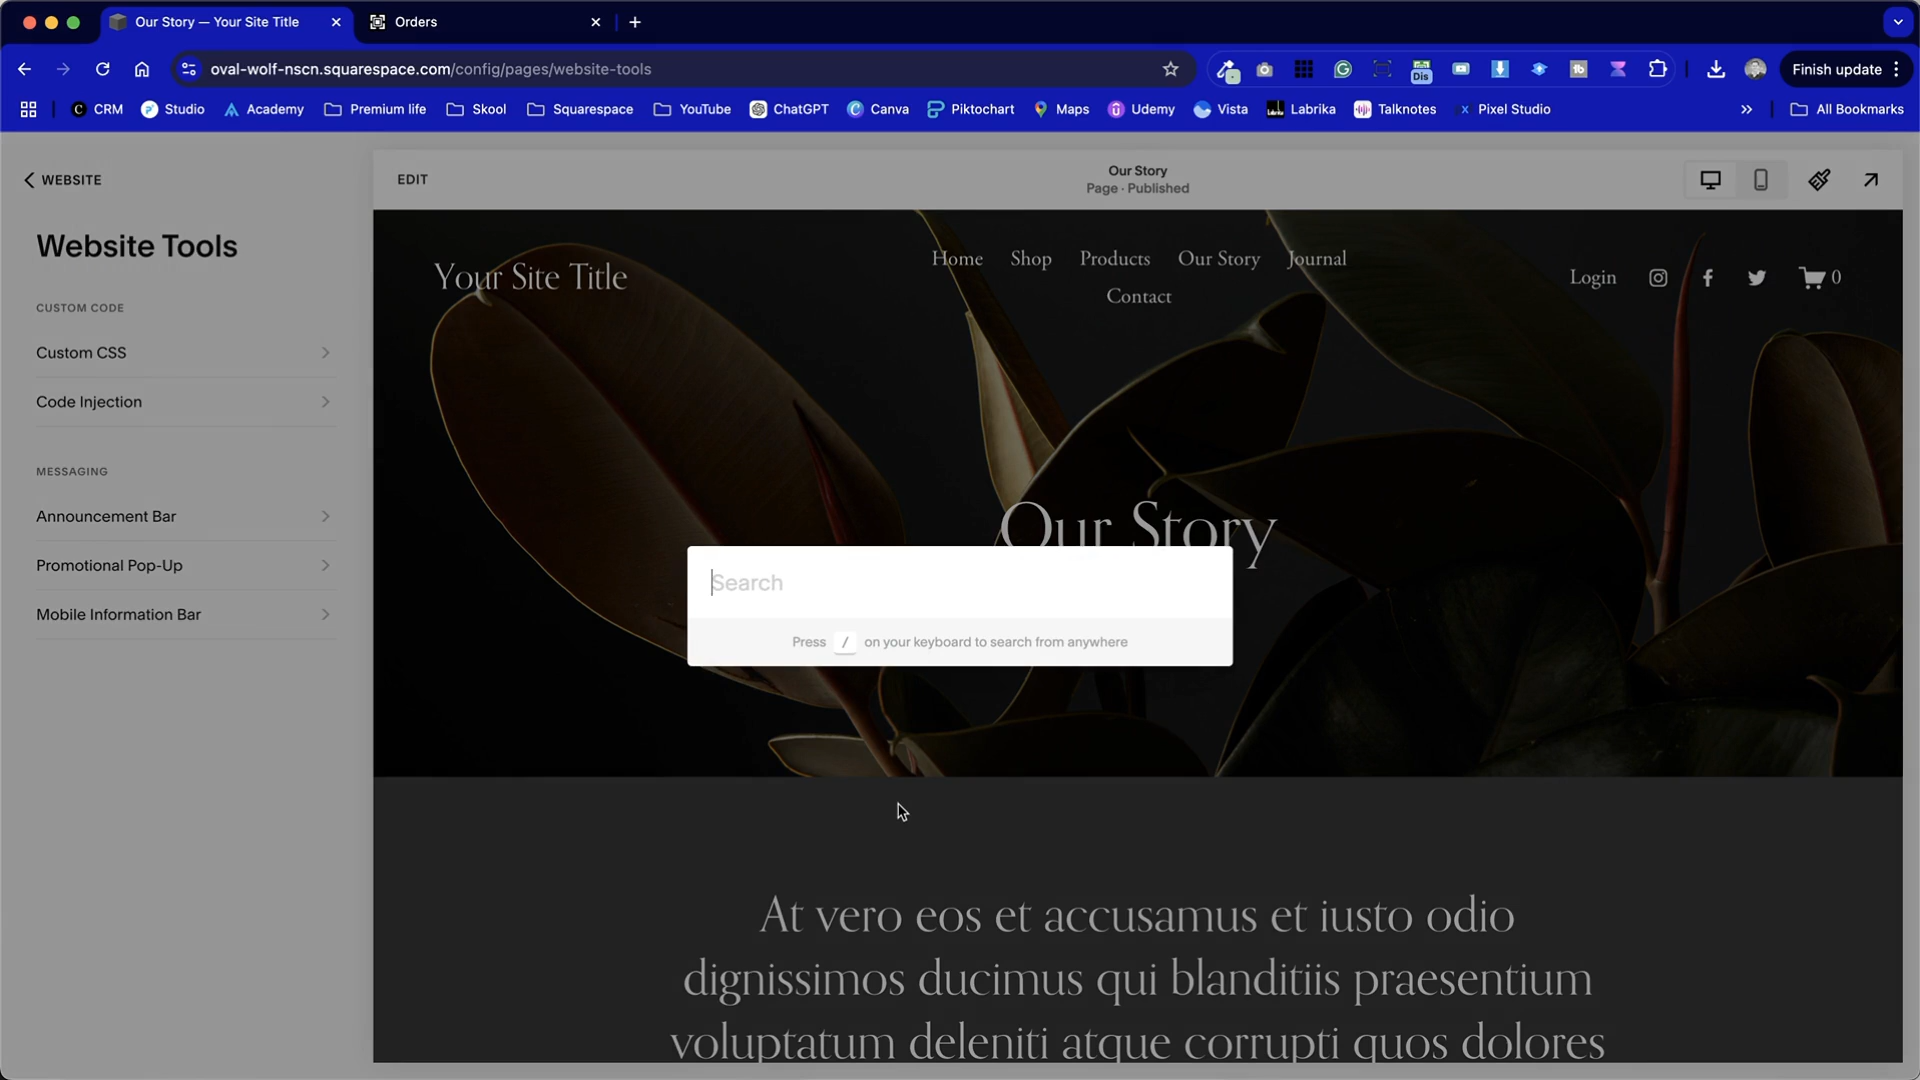 Our Story — Your Site Title
Orders
oval-wolf-nscn.squarespace.com/config/pages/website-tools
Dis
Finish update
CRM
Studio
Academy
Premium life
Skool
Squarespace
YouTube
ChatGPT
Canva
Piktochart
Maps
Udemy
Vista
Labrika
Talknotes
Pixel Studio
All Bookmarks
WEBSITE
EDIT
Our Story
Page · Published
Website Tools
CUSTOM CODE
Custom CSS
Code Injection
MESSAGING
Announcement Bar
Promotional Pop-Up
Mobile Information Bar
Your Site Title
Home Shop Products Our Story Journal
Contact
Login
0
Our Story
Search
Press / on your keyboard to search from anywhere
At vero eos et accusamus et iusto odio
dignissimos ducimus qui blanditiis praesentium
voluptatum deleniti atque corrupti quos dolores